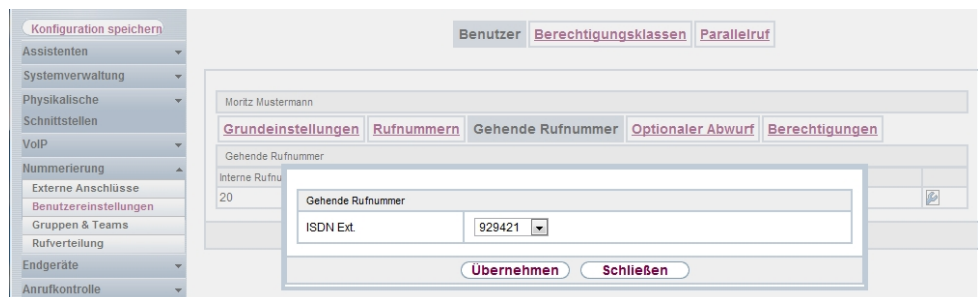 Konfiguration speichern
Assistenten
Systemverwaltung
Physikalische
Schnittstellen
VoIP
Nummerierung
Externe Anschlüsse
Benutzereinstellungen
Gruppen & Teams
Rufverteilung
Endgeräte
Anrufkontrolle
Benutzer Berechtigungsklassen Parallelruf
Moritz Mustermann
Grundeinstellungen Rufnummern Gehende Rufnummer Optionaler Abwurf Berechtigungen
Gehende Rufnummer
Interne Rufnu
20
Gehende Rufnummer
ISDN Ext. 929421
Übernehmen Schließen